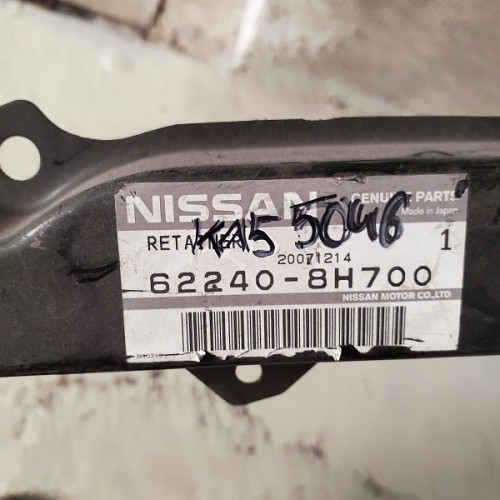 NISSAN GENUINE PARTS
Made in Japan
KA5 5046
RETAINER 1
20071214
62240-8H700
NISSAN MOTOR CO.,LTD.